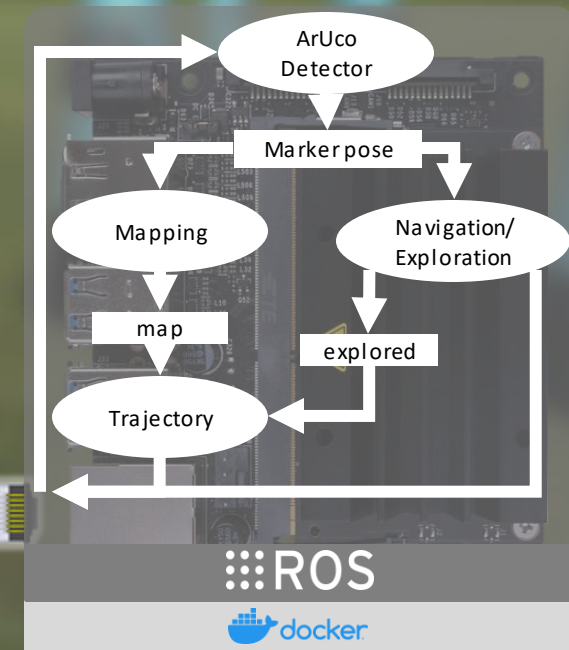 ArUco
Detector
Marker pose
Mapping
Navigation/
Exploration
map
explored
Trajectory
ROS
docker